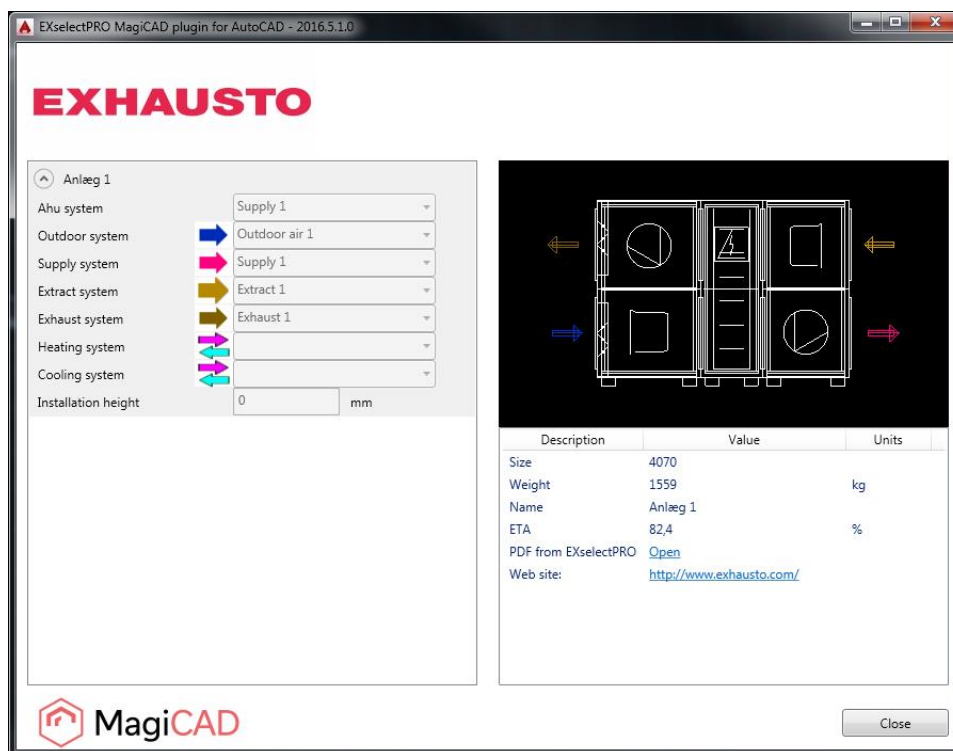 EXselectPRO MagiCAD plugin for AutoCAD - 2016.5.1.0
EXHAUSTO
Anlæg 1
Ahu system Supply 1
Outdoor system Outdoor air 1
Supply system Supply 1
Extract system Extract 1
Exhaust system Exhaust 1
Heating system
Cooling system
Installation height 0 mm
Description Value Units
Size 4070
Weight 1559 kg
Name Anlæg 1
ETA 82,4 %
PDF from EXselectPRO Open
Web site: http://www.exhausto.com/
MagiCAD
Close